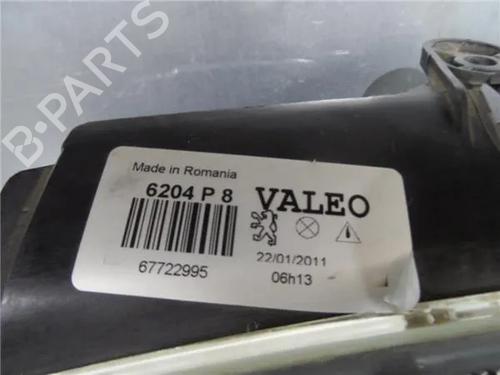 B-PARTS
Made in Romania
6204 P 8 VALEO
22/01/2011
67722995
06h13